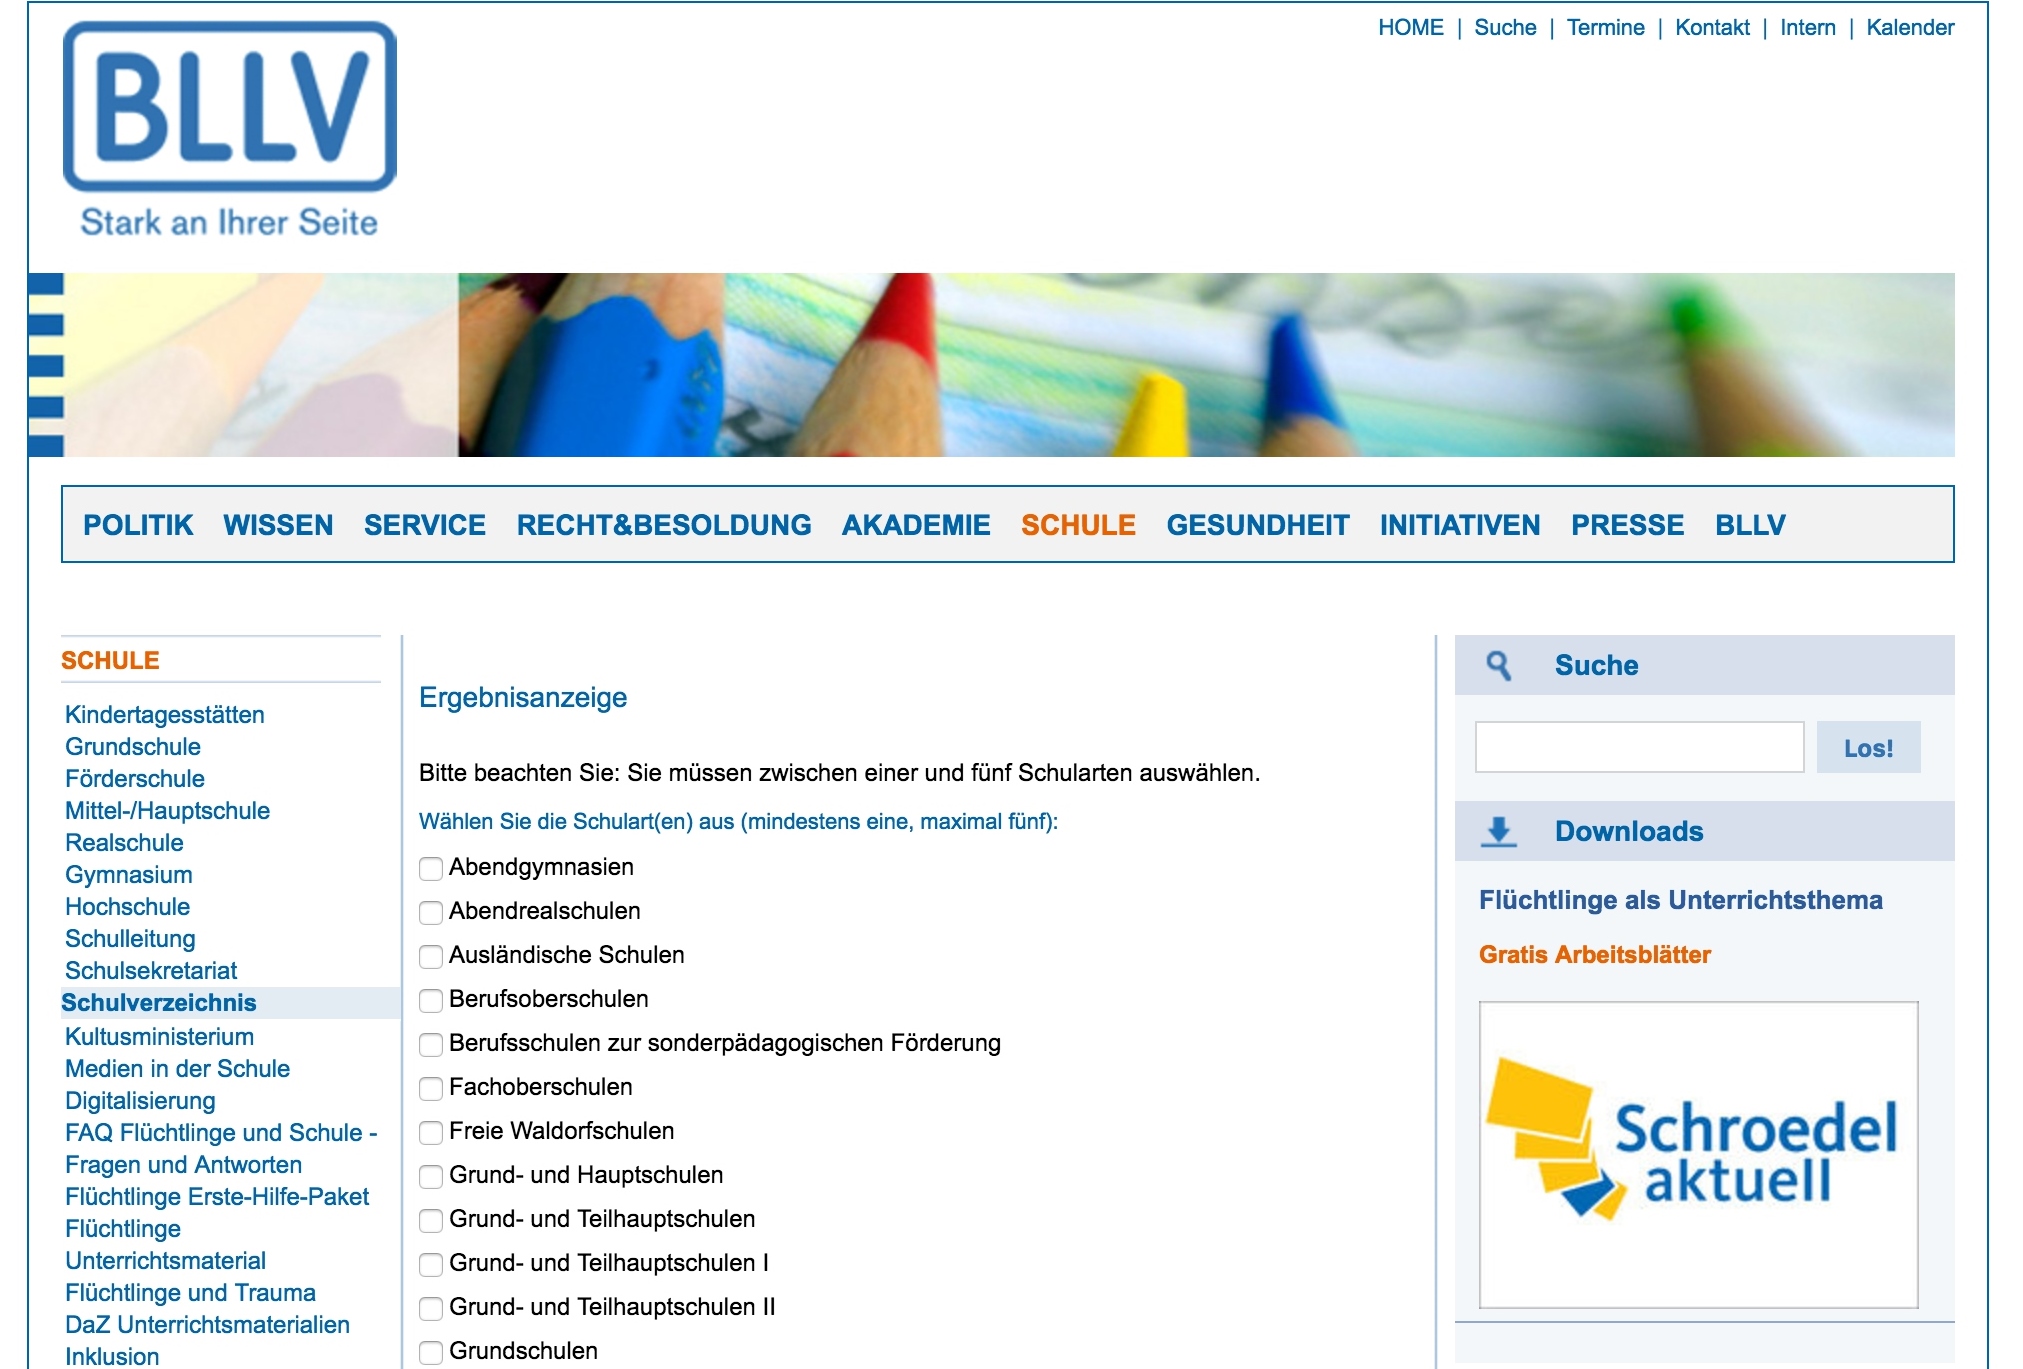 BLLV
Stark an Ihrer Seite
HOME | Suche | Termine | Kontakt | Intern | Kalender
POLITIK WISSEN SERVICE RECHT&BESOLDUNG AKADEMIE SCHULE GESUNDHEIT INITIATIVEN PRESSE BLLV
SCHULE
Kindertagesstätten
Grundschule
Förderschule
Mittel-/Hauptschule
Realschule
Gymnasium
Hochschule
Schulleitung
Schulsekretariat
Schulverzeichnis
Kultusministerium
Medien in der Schule
Digitalisierung
FAQ Flüchtlinge und Schule -
Fragen und Antworten
Flüchtlinge Erste-Hilfe-Paket
Flüchtlinge
Unterrichtsmaterial
Flüchtlinge und Trauma
DaZ Unterrichtsmaterialien
Inklusion
Ergebnisanzeige
Bitte beachten Sie: Sie müssen zwischen einer und fünf Schularten auswählen.
Wählen Sie die Schulart(en) aus (mindestens eine, maximal fünf):
Abendgymnasien
Abendrealschulen
Ausländische Schulen
Berufsoberschulen
Berufsschulen zur sonderpädagogischen Förderung
Fachoberschulen
Freie Waldorfschulen
Grund- und Hauptschulen
Grund- und Teilhauptschulen
Grund- und Teilhauptschulen I
Grund- und Teilhauptschulen II
Grundschulen
Suche
Los!
Downloads
Flüchtlinge als Unterrichtsthema
Gratis Arbeitsblätter
Schroedel
aktuell